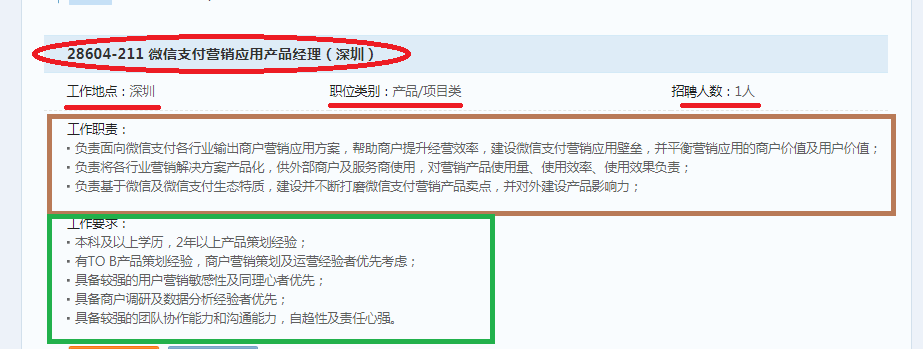 28604-211 微信支付营销应用产品经理（深圳）
工作地点：深圳 职位类别：产品/项目类 招聘人数：1人
工作职责：
• 负责面向微信支付各行业输出商户营销应用方案，帮助商户提升经营效率，建设微信支付营销应用壁垒，并平衡营销应用的商户价值及用户价值；
• 负责将各行业营销解决方案产品化，供外部商户及服务商使用，对营销产品使用量、使用效率、使用效果负责；
• 负责基于微信及微信支付生态特质，建设并不断打磨微信支付营销产品卖点，并对外建设产品影响力；
工作要求：
• 本科及以上学历，2年以上产品策划经验；
• 有TO B产品策划经验，商户营销策划及运营经验者优先考虑；
• 具备较强的用户营销敏感性及同理心者优先；
• 具备商户调研及数据分析经验者优先；
• 具备较强的团队协作能力和沟通能力，自趋性及责任心强。